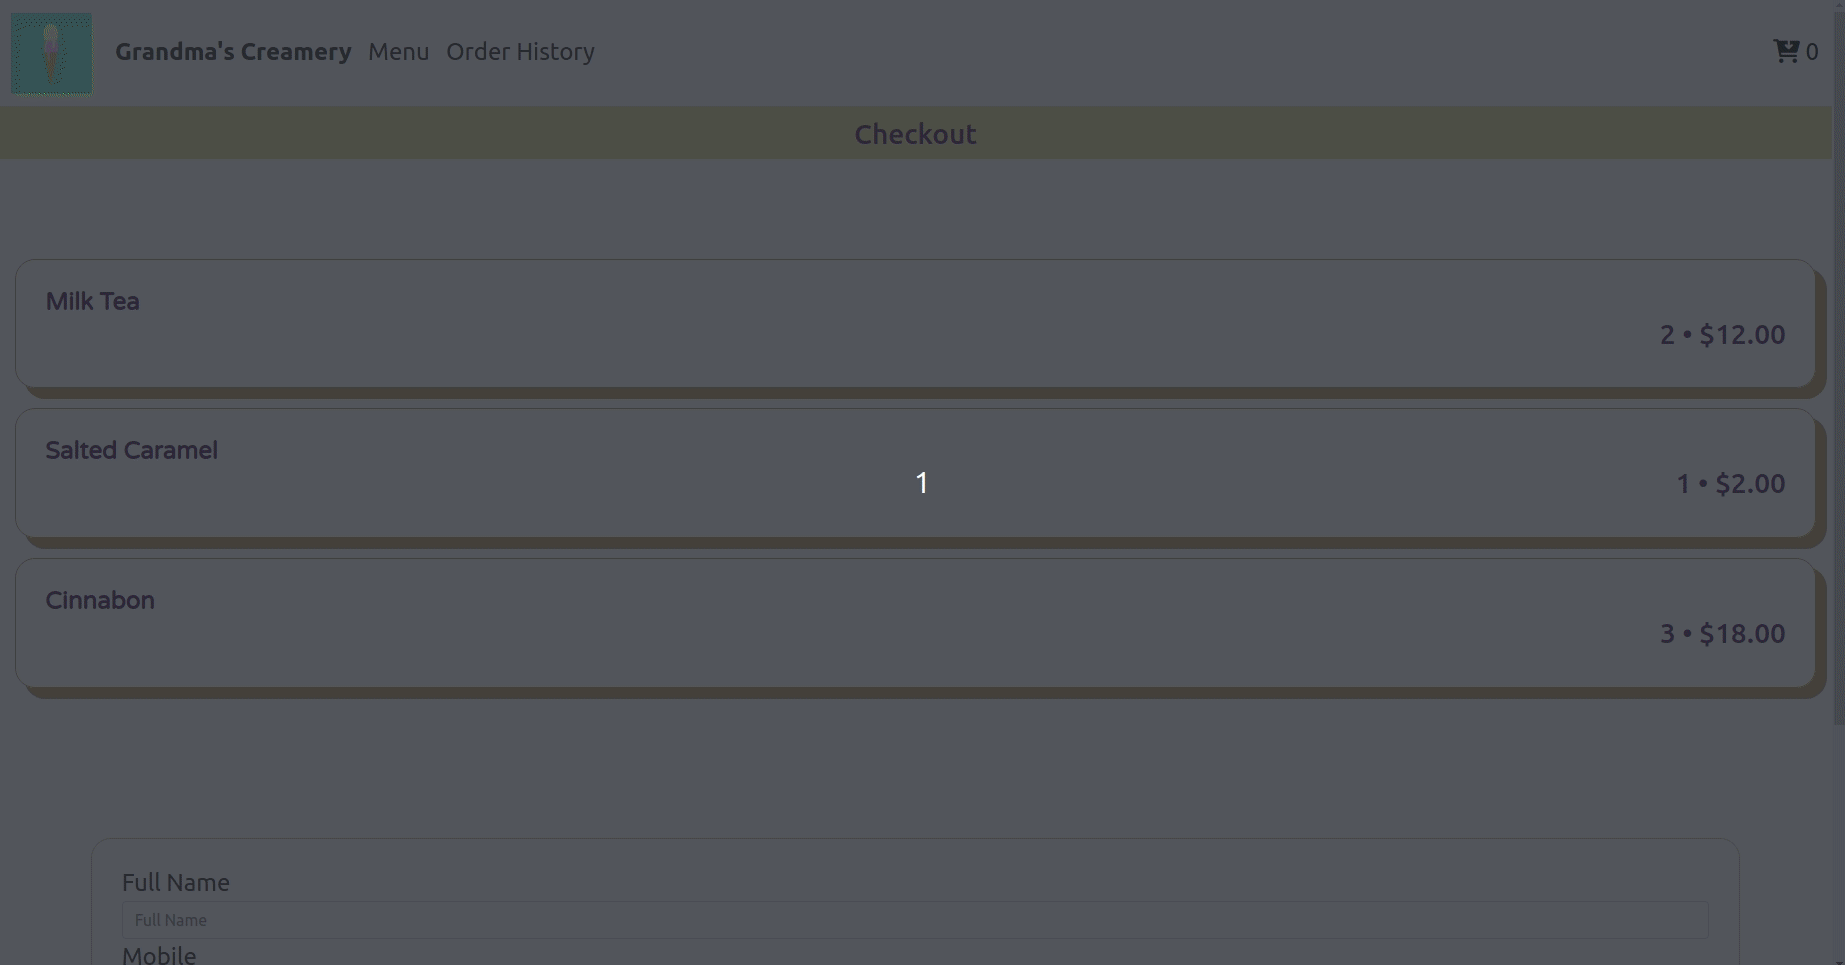 Grandma's Creamery Menu Order History 0
Checkout
Milk Tea
2 • $12.00
Salted Caramel
1
1 • $2.00
Cinnabon
3 • $18.00
Full Name
Full Name
Mobile